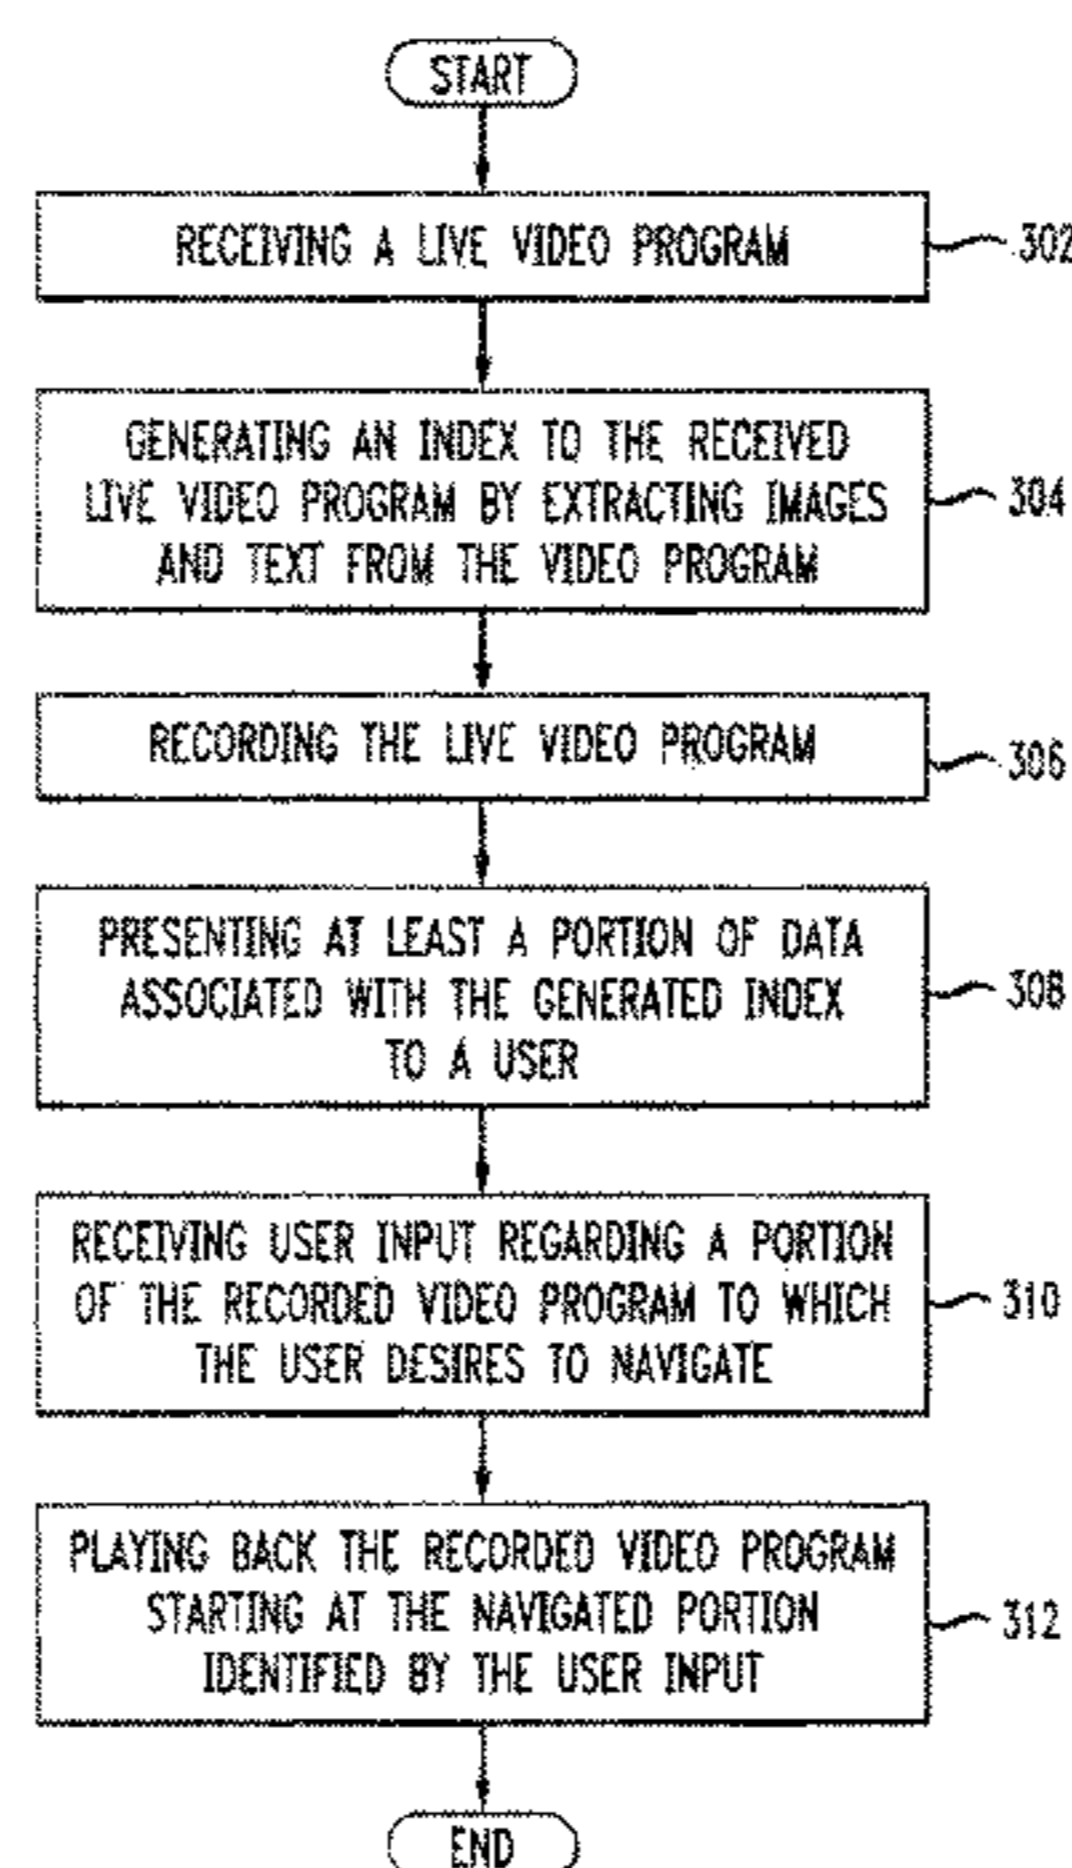 START
RECEIVING A LIVE VIDEO PROGRAM
302
GENERATING AN INDEX TO THE RECEIVED
LIVE VIDEO PROGRAM BY EXTRACTING IMAGES
AND TEXT FROM THE VIDEO PROGRAM
304
RECORDING THE LIVE VIDEO PROGRAM
306
PRESENTING AT LEAST A PORTION OF DATA
ASSOCIATED WITH THE GENERATED INDEX
TO A USER
308
RECEIVING USER INPUT REGARDING A PORTION
OF THE RECORDED VIDEO PROGRAM TO WHICH
THE USER DESIRES TO NAVIGATE
310
PLAYING BACK THE RECORDED VIDEO PROGRAM
STARTING AT THE NAVIGATED PORTION
IDENTIFIED BY THE USER INPUT
312
END